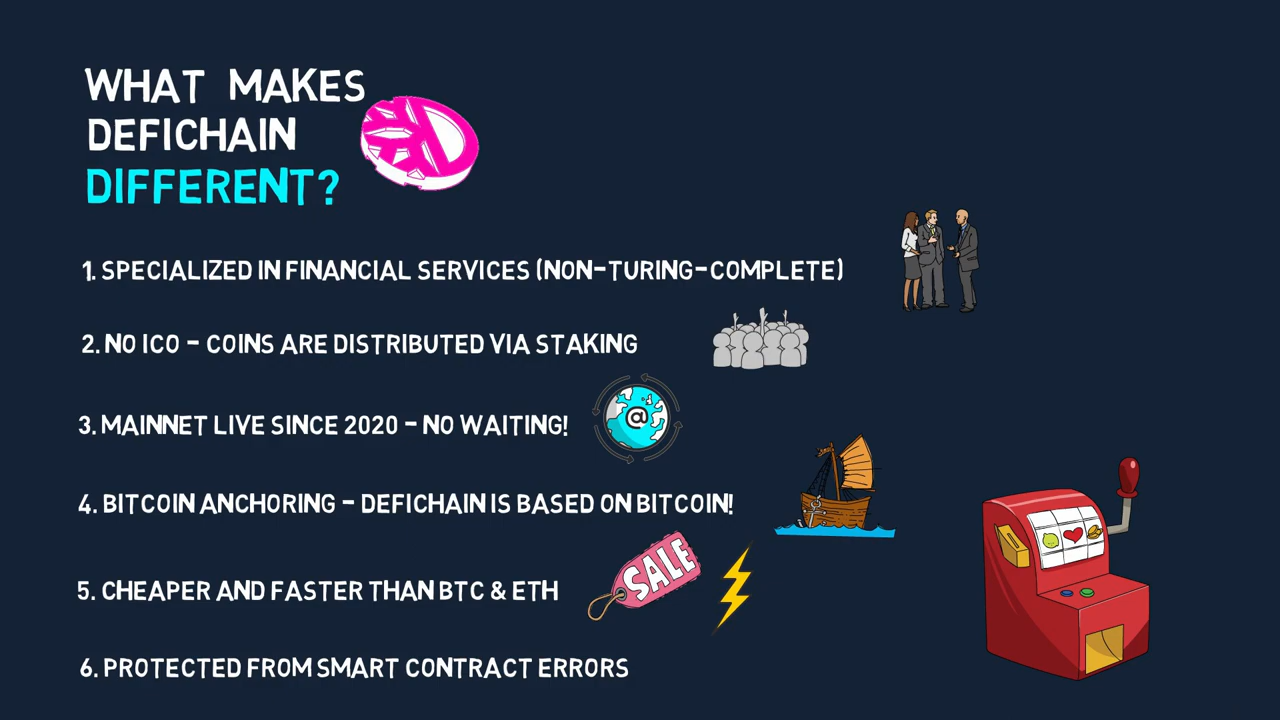 WHAT MAKES
DEFICHAIN
DIFFERENT?
1. SPECIALIZED IN FINANCIAL SERVICES (NON-TURING-COMPLETE)
2. NO ICO - COINS ARE DISTRIBUTED VIA STAKING
3. MAINNET LIVE SINCE 2020 - NO WAITING!
@
4. BITCOIN ANCHORING - DEFICHAIN IS BASED ON BITCOIN!
5. CHEAPER AND FASTER THAN BTC & ETH
SALE
6. PROTECTED FROM SMART CONTRACT ERRORS